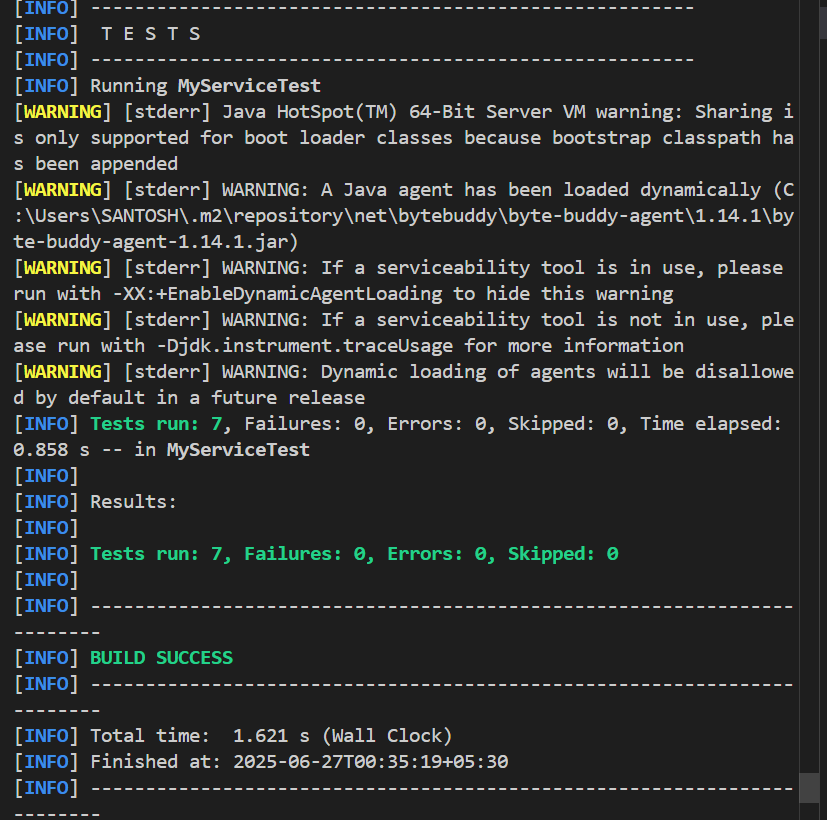 [INFO] -------------------------------------------------------
[INFO]  T E S T S
[INFO] -------------------------------------------------------
[INFO] Running MyServiceTest
[WARNING] [stderr] Java HotSpot(TM) 64-Bit Server VM warning: Sharing i
s only supported for boot loader classes because bootstrap classpath ha
s been appended
[WARNING] [stderr] WARNING: A Java agent has been loaded dynamically (C
:\Users\SANTOSH\.m2\repository\net\bytebuddy\byte-buddy-agent\1.14.1\by
te-buddy-agent-1.14.1.jar)
[WARNING] [stderr] WARNING: If a serviceability tool is in use, please
run with -XX:+EnableDynamicAgentLoading to hide this warning
[WARNING] [stderr] WARNING: If a serviceability tool is not in use, ple
ase run with -Djdk.instrument.traceUsage for more information
[WARNING] [stderr] WARNING: Dynamic loading of agents will be disallowe
d by default in a future release
[INFO] Tests run: 7, Failures: 0, Errors: 0, Skipped: 0, Time elapsed:
0.858 s -- in MyServiceTest
[INFO]
[INFO] Results:
[INFO]
[INFO] Tests run: 7, Failures: 0, Errors: 0, Skipped: 0
[INFO]
[INFO] ----------------------------------------------------------------
--------
[INFO] BUILD SUCCESS
[INFO] ----------------------------------------------------------------
--------
[INFO] Total time:  1.621 s (Wall Clock)
[INFO] Finished at: 2025-06-27T00:35:19+05:30
[INFO] ----------------------------------------------------------------
--------